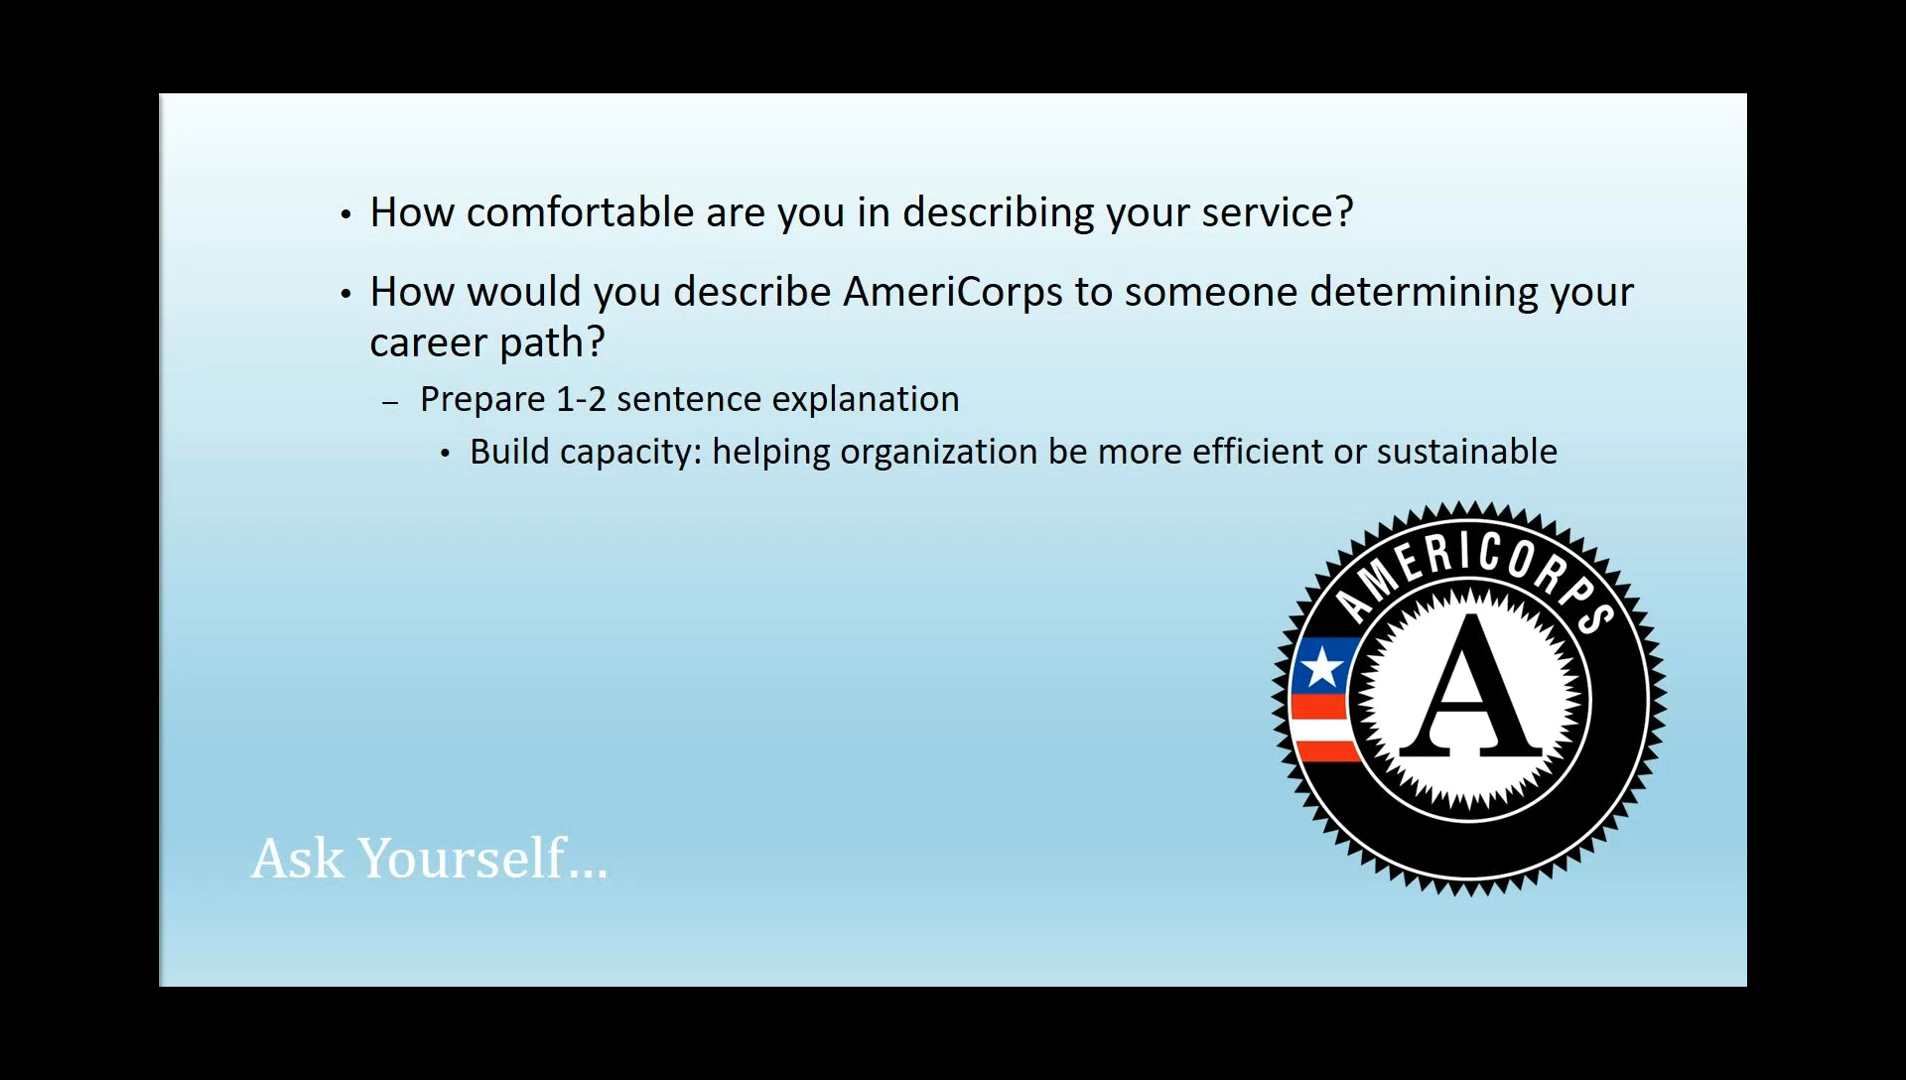 • How comfortable are you in describing your service?
• How would you describe AmeriCorps to someone determining your
career path?
– Prepare 1-2 sentence explanation
• Build capacity: helping organization be more efficient or sustainable
AMERICORPS
A
Ask Yourself...